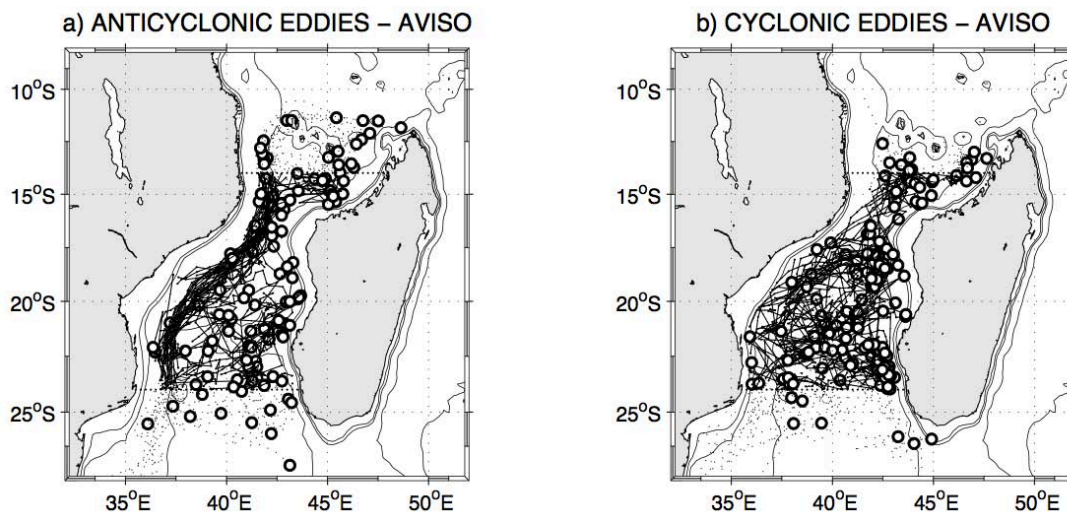 a) ANTICYCLONIC EDDIES – AVISO
10°S
15°S
20°S
25°S
35°E 40°E 45°E 50°E
b) CYCLONIC EDDIES – AVISO
10°S
15°S
20°S
25°S
35°E 40°E 45°E 50°E